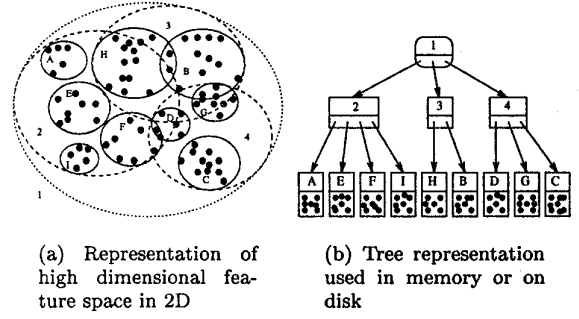 3
H
A
B
E
G
D
F
2
4
I
C
1
1
2 3 4
A E F I H B D G C
(a) Representation of
high dimensional fea-
ture space in 2D
(b) Tree representation
used in memory or on
disk